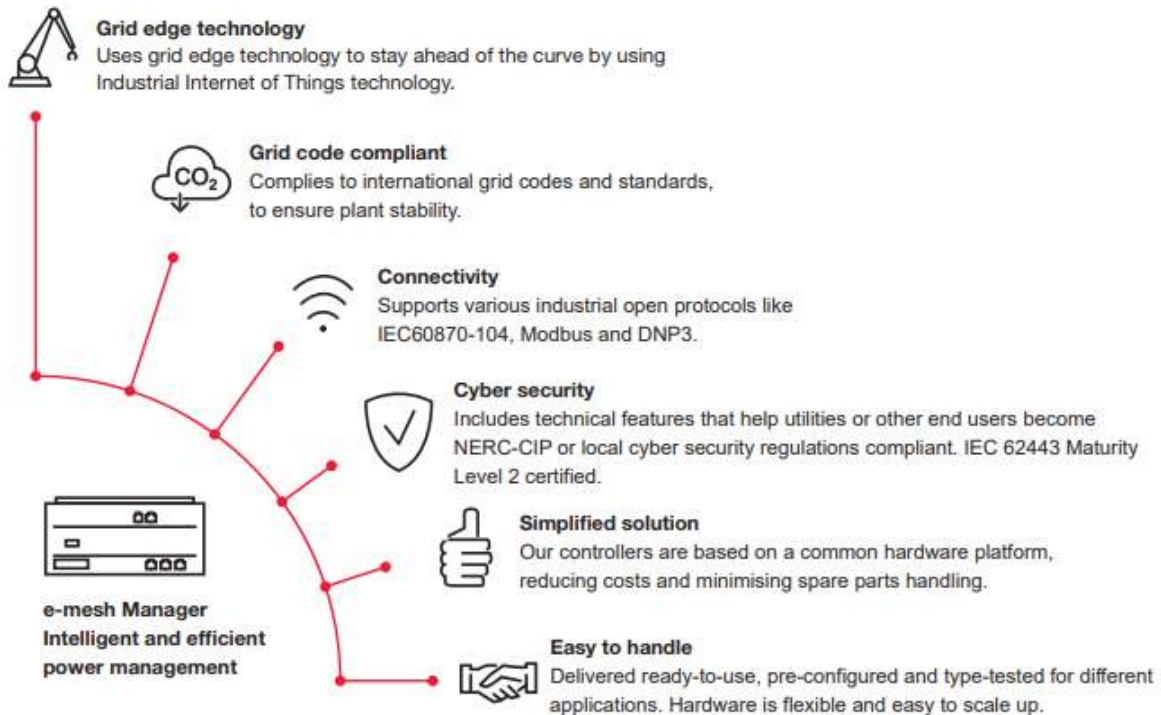 Grid edge technology
Uses grid edge technology to stay ahead of the curve by using
Industrial Internet of Things technology.
CO₂
Grid code compliant
Complies to international grid codes and standards,
to ensure plant stability.
Connectivity
Supports various industrial open protocols like
IEC60870-104, Modbus and DNP3.
Cyber security
Includes technical features that help utilities or other end users become
NERC-CIP or local cyber security regulations compliant. IEC 62443 Maturity
Level 2 certified.
Simplified solution
Our controllers are based on a common hardware platform,
reducing costs and minimising spare parts handling.
e-mesh Manager
Intelligent and efficient
power management
Easy to handle
Delivered ready-to-use, pre-configured and type-tested for different
applications. Hardware is flexible and easy to scale up.